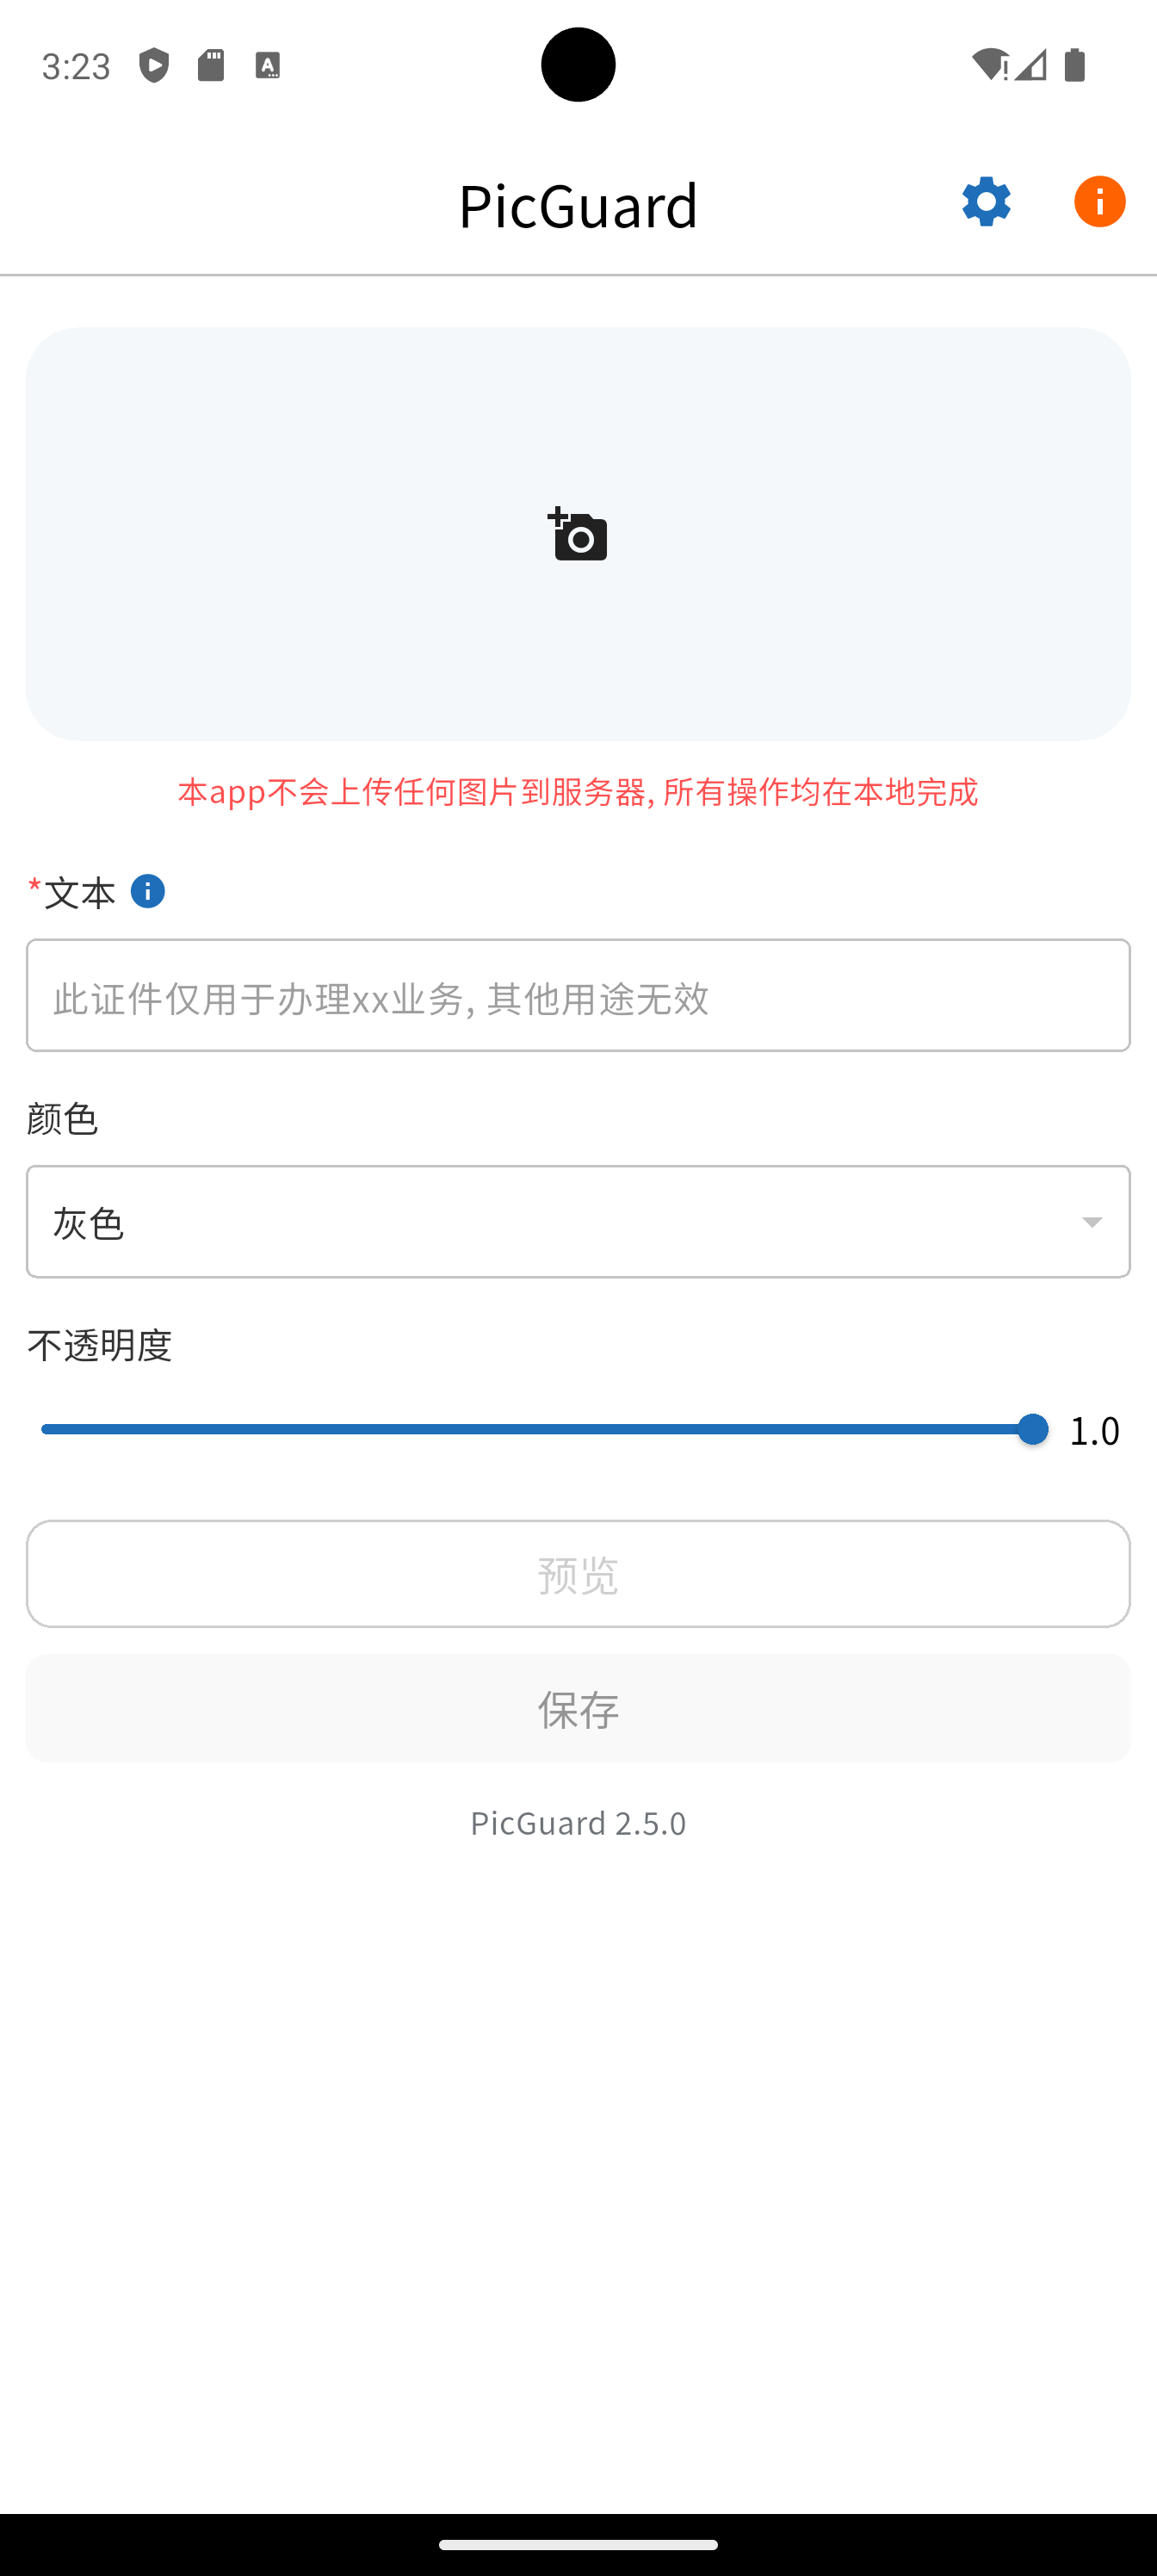 3:23
PicGuard
本app不会上传任何图片到服务器, 所有操作均在本地完成
*文本
此证件仅用于办理xx业务, 其他用途无效
颜色
灰色
不透明度
1.0
预览
保存
PicGuard 2.5.0